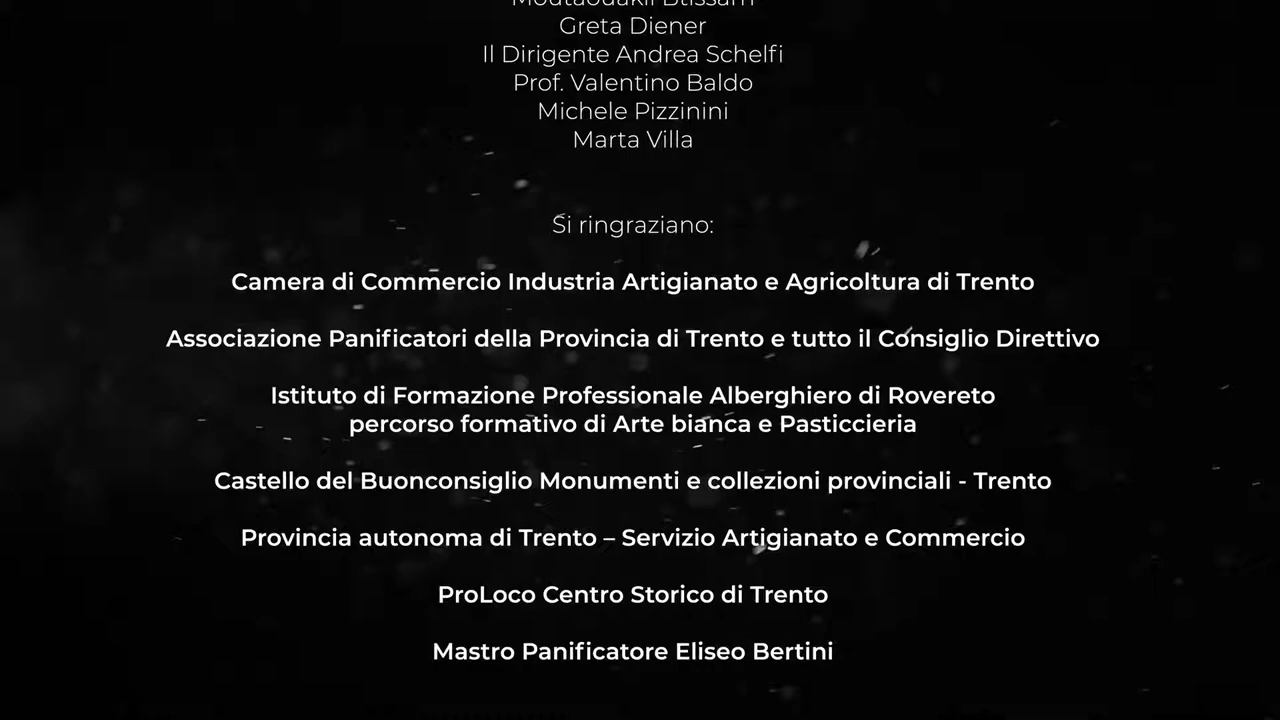 Greta Diener
Il Dirigente Andrea Schelfi
Prof. Valentino Baldo
Michele Pizzinini
Marta Villa
Si ringraziano:
Camera di Commercio Industria Artigianato e Agricoltura di Trento
Associazione Panificatori della Provincia di Trento e tutto il Consiglio Direttivo
Istituto di Formazione Professionale Alberghiero di Rovereto
percorso formativo di Arte bianca e Pasticcieria
Castello del Buonconsiglio Monumenti e collezioni provinciali - Trento
Provincia autonoma di Trento – Servizio Artigianato e Commercio
ProLoco Centro Storico di Trento
Mastro Panificatore Eliseo Bertini